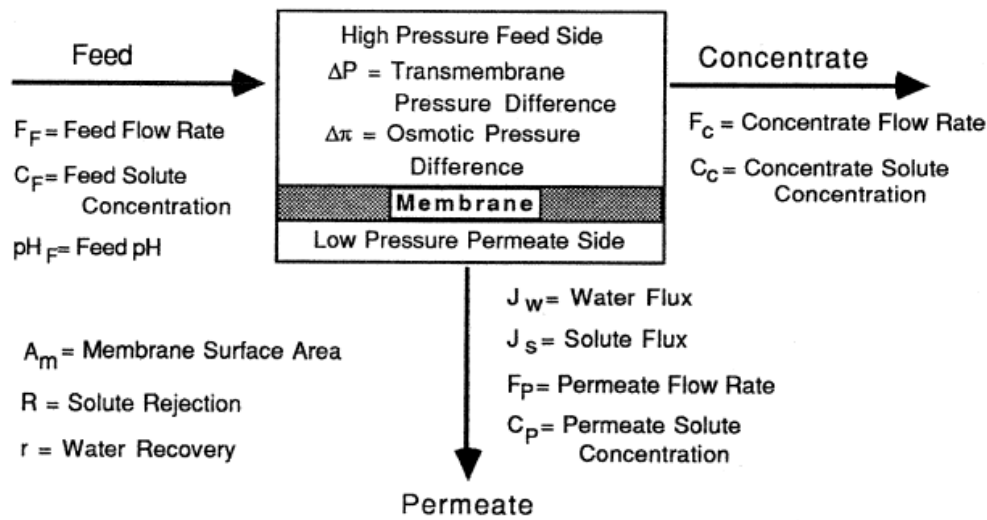 Feed
F_F = Feed Flow Rate
C_F = Feed Solute
Concentration
pH_F = Feed pH
High Pressure Feed Side
ΔP = Transmembrane
Pressure Difference
Δπ = Osmotic Pressure
Difference
Membrane
Low Pressure Permeate Side
Concentrate
F_c = Concentrate Flow Rate
C_c = Concentrate Solute
Concentration
A_m = Membrane Surface Area
R = Solute Rejection
r = Water Recovery
J_w = Water Flux
J_s = Solute Flux
F_P = Permeate Flow Rate
C_P = Permeate Solute
Concentration
Permeate